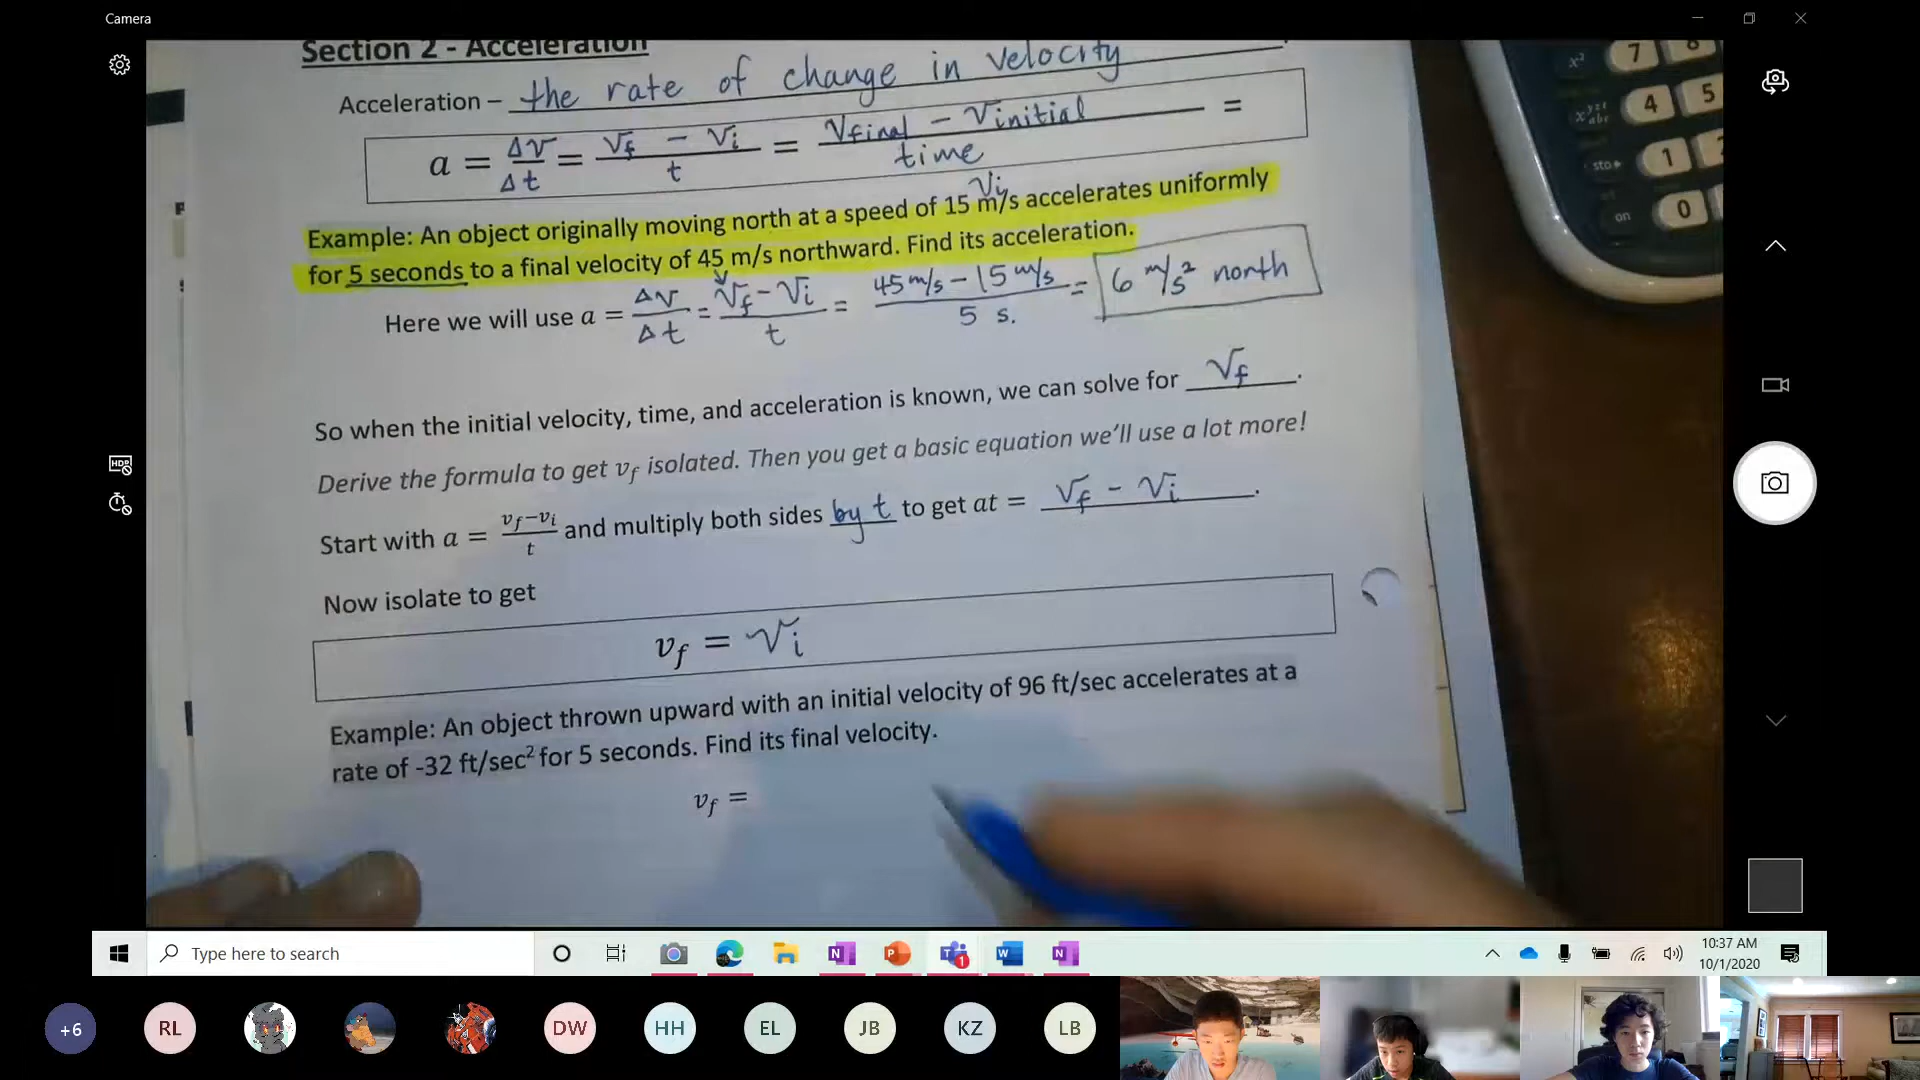 Camera
Section 2 - Acceleration
Acceleration – the rate of change in velocity
a = Δv/Δt = vf - vi / t = vfinal - vinitial / time =
vi
Example: An object originally moving north at a speed of 15 m/s accelerates uniformly
for 5 seconds to a final velocity of 45 m/s northward. Find its acceleration.
Here we will use a = Δv/Δt = vf - vi / t = 45 m/s - 15 m/s / 5 s. = 6 m/s² north
So when the initial velocity, time, and acceleration is known, we can solve for vf.
Derive the formula to get vf isolated. Then you get a basic equation we'll use a lot more!
Start with a = vf−vi / t and multiply both sides by t to get at = vf - vi.
Now isolate to get
vf = vi
Example: An object thrown upward with an initial velocity of 96 ft/sec accelerates at a
rate of -32 ft/sec² for 5 seconds. Find its final velocity.
vf =
x² 7 8
4 5
sto▸ 1 2
on 0
HDR
Type here to search
N P 1 W N
10:37 AM
10/1/2020
+6 RL DW HH EL JB KZ LB